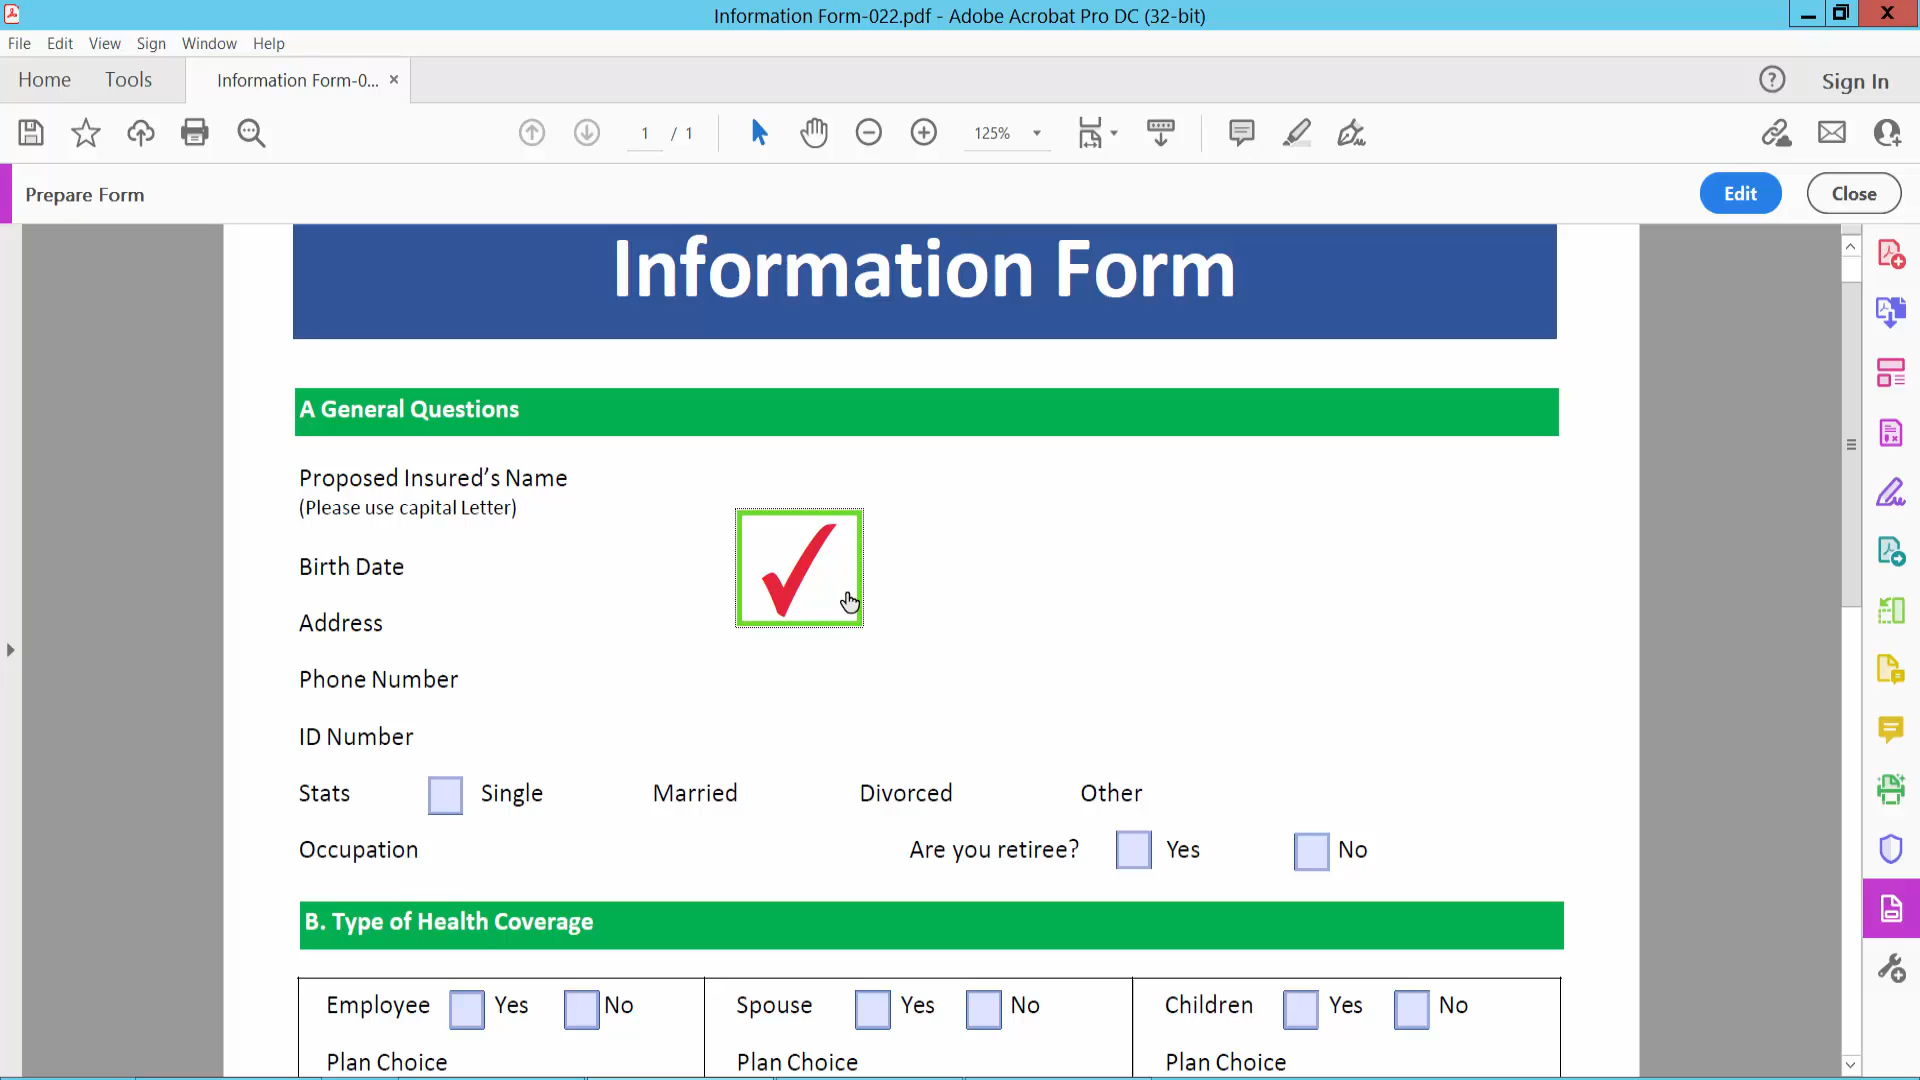 Information Form-022.pdf - Adobe Acrobat Pro DC (32-bit)
File Edit View Sign Window Help
Home Tools Information Form-0... × Sign In
1 / 1 125%
Prepare Form Edit Close
Information Form
A General Questions
Proposed Insured’s Name
(Please use capital Letter)
Birth Date
Address
Phone Number
ID Number
Stats Single Married Divorced Other
Occupation Are you retiree? Yes No
B. Type of Health Coverage
Employee Yes No Spouse Yes No Children Yes No
Plan Choice Plan Choice Plan Choice